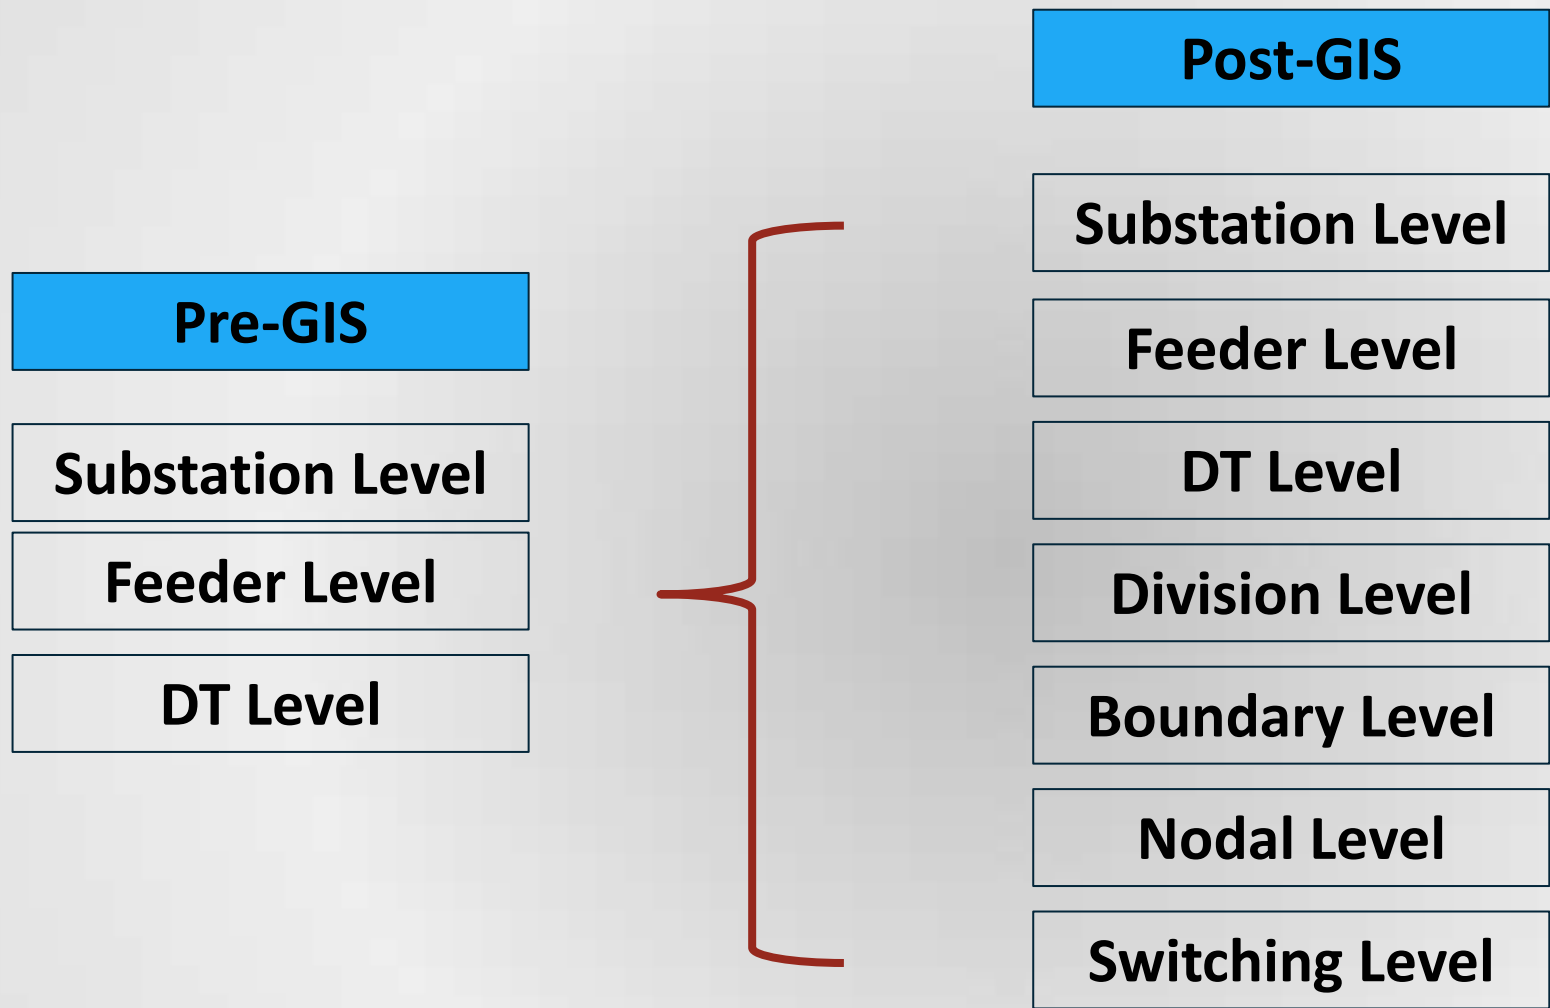 Pre-GIS
Substation Level
Feeder Level
DT Level
Post-GIS
Substation Level
Feeder Level
DT Level
Division Level
Boundary Level
Nodal Level
Switching Level